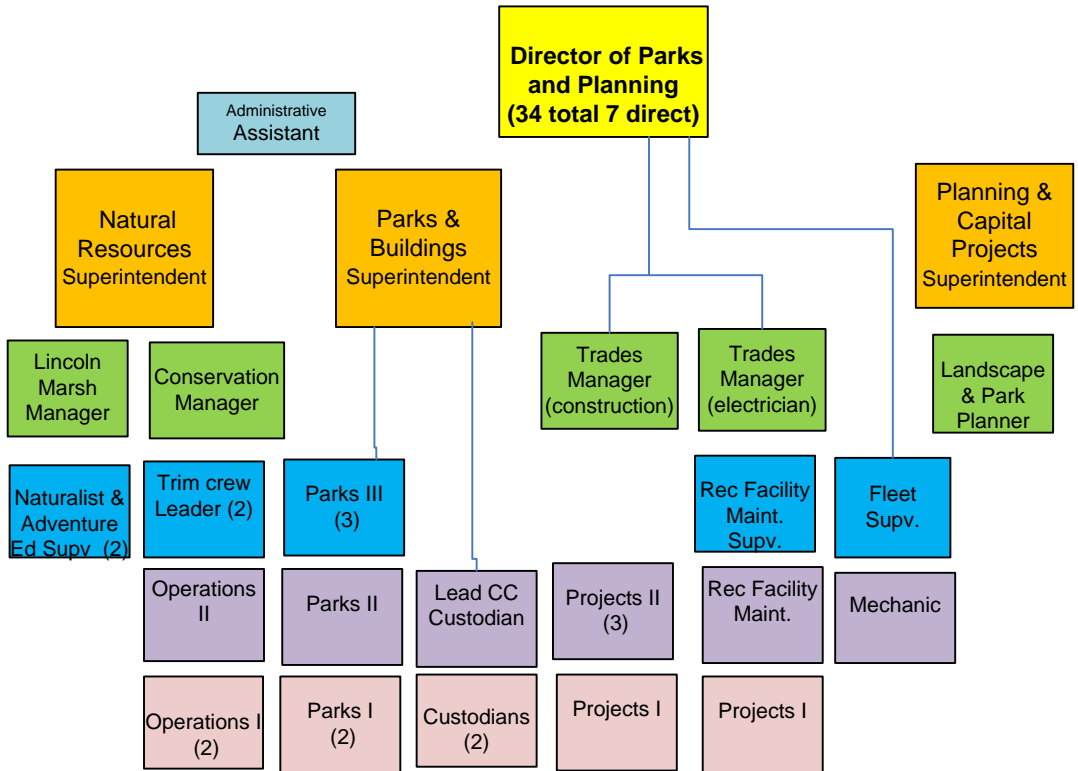 Director of Parks
and Planning
(34 total 7 direct)
Administrative
Assistant
Natural
Resources
Superintendent
Parks &
Buildings
Superintendent
Planning &
Capital
Projects
Superintendent
Lincoln
Marsh
Manager
Conservation
Manager
Trades
Manager
(construction)
Trades
Manager
(electrician)
Landscape
& Park
Planner
Naturalist &
Adventure
Ed Supv (2)
Trim crew
Leader (2)
Parks III
(3)
Rec Facility
Maint.
Supv.
Fleet
Supv.
Operations
II
Parks II
Lead CC
Custodian
Projects II
(3)
Rec Facility
Maint.
Mechanic
Operations I
(2)
Parks I
(2)
Custodians
(2)
Projects I
Projects I